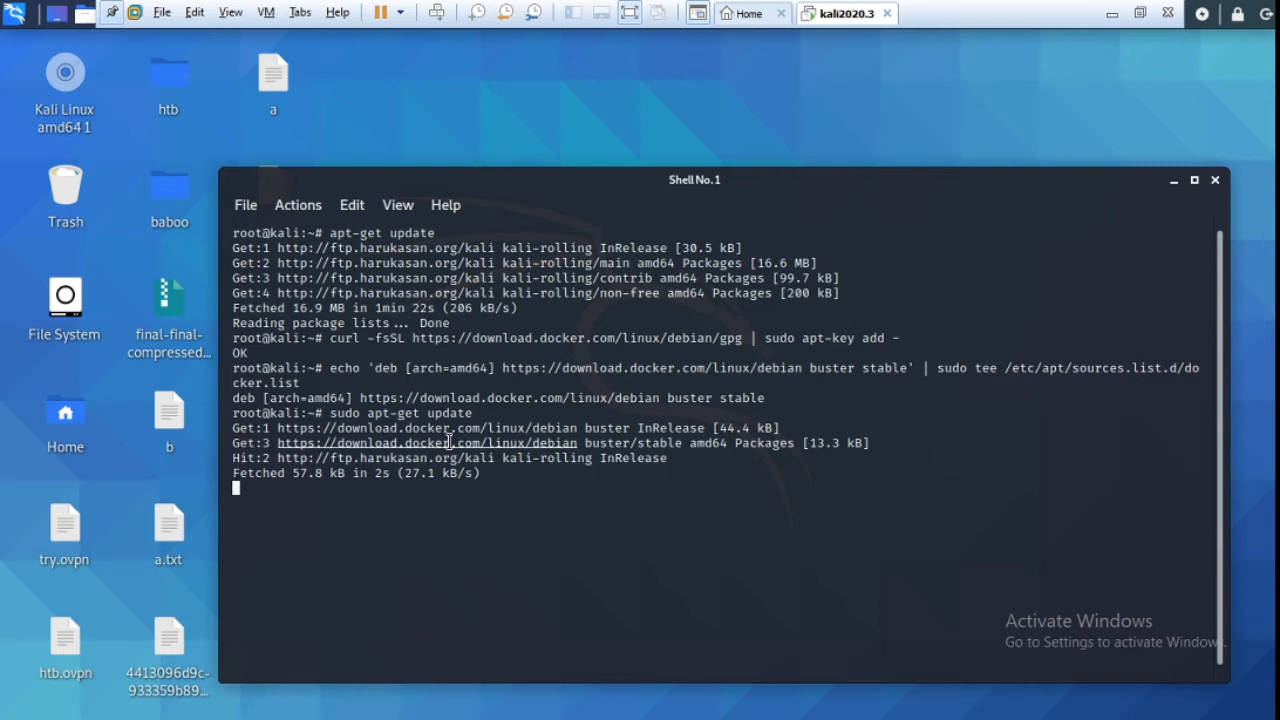 File Edit View VM Tabs Help
Home
kali2020.3
Kali Linux
amd64 1
htb
a
Trash
baboo
File System
final-final-
compressed...
Home
b
try.ovpn
a.txt
htb.ovpn
4413096d9c-
933359b89...
Shell No. 1
File Actions Edit View Help
root@kali:~# apt-get update
Get:1 http://ftp.harukasan.org/kali kali-rolling InRelease [30.5 kB]
Get:2 http://ftp.harukasan.org/kali kali-rolling/main amd64 Packages [16.6 MB]
Get:3 http://ftp.harukasan.org/kali kali-rolling/contrib amd64 Packages [99.7 kB]
Get:4 http://ftp.harukasan.org/kali kali-rolling/non-free amd64 Packages [200 kB]
Fetched 16.9 MB in 1min 22s (206 kB/s)
Reading package lists... Done
root@kali:~# curl -fsSL https://download.docker.com/linux/debian/gpg | sudo apt-key add -
OK
root@kali:~# echo 'deb [arch=amd64] https://download.docker.com/linux/debian buster stable' | sudo tee /etc/apt/sources.list.d/do
cker.list
deb [arch=amd64] https://download.docker.com/linux/debian buster stable
root@kali:~# sudo apt-get update
Get:1 https://download.docker.com/linux/debian buster InRelease [44.4 kB]
Get:3 https://download.docker.com/linux/debian buster/stable amd64 Packages [13.3 kB]
Hit:2 http://ftp.harukasan.org/kali kali-rolling InRelease
Fetched 57.8 kB in 2s (27.1 kB/s)
Activate Windows
Go to Settings to activate Windows.